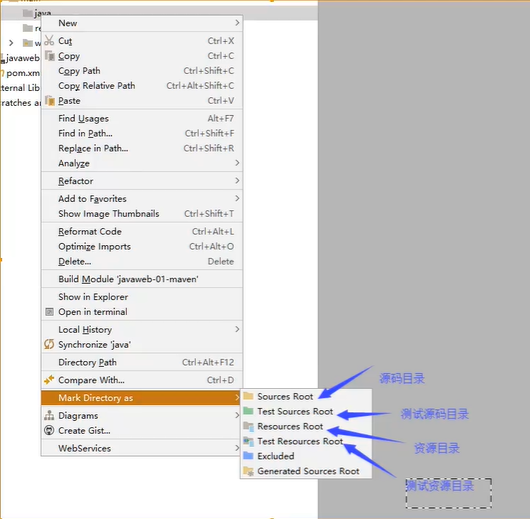 java
New
Cut Ctrl+X
Copy Ctrl+C
Copy Path Ctrl+Shift+C
Copy Relative Path Ctrl+Alt+Shift+C
Paste Ctrl+V
Find Usages Alt+F7
Find in Path... Ctrl+Shift+F
Replace in Path... Ctrl+Shift+R
Analyze
Refactor
Add to Favorites
Show Image Thumbnails Ctrl+Shift+T
Reformat Code Ctrl+Alt+L
Optimize Imports Ctrl+Alt+O
Delete... Delete
Build Module 'javaweb-01-maven'
Show in Explorer
Open in terminal
Local History
Synchronize 'java'
Directory Path Ctrl+Alt+F12
Compare With... Ctrl+D
Mark Directory as
Diagrams
Create Gist...
WebServices
re
w
javaweb
pom.xm
ternal Lib
ratches a
Sources Root
Test Sources Root
Resources Root
Test Resources Root
Excluded
Generated Sources Root
源码目录
测试源码目录
资源目录
测试资源目录